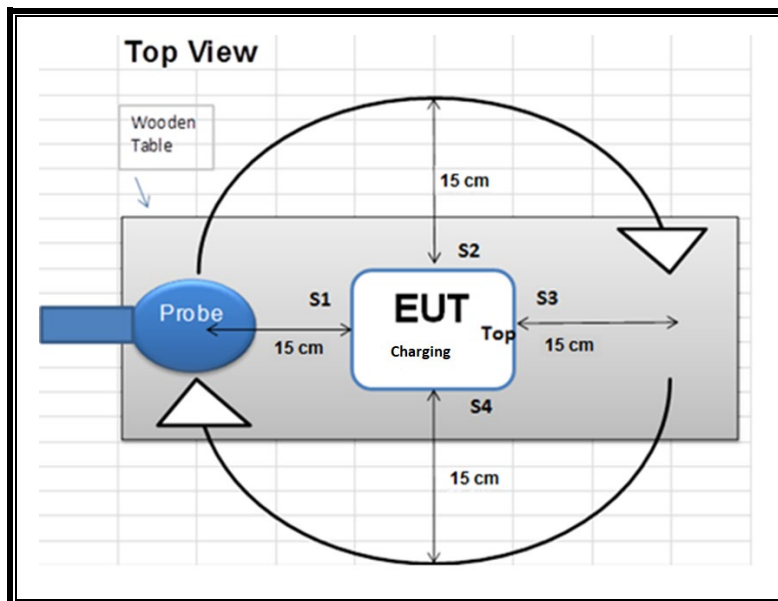 Top View
Wooden
Table
15 cm
S2
Probe
S1
EUT
S3
Top
Charging
15 cm
15 cm
S4
15 cm